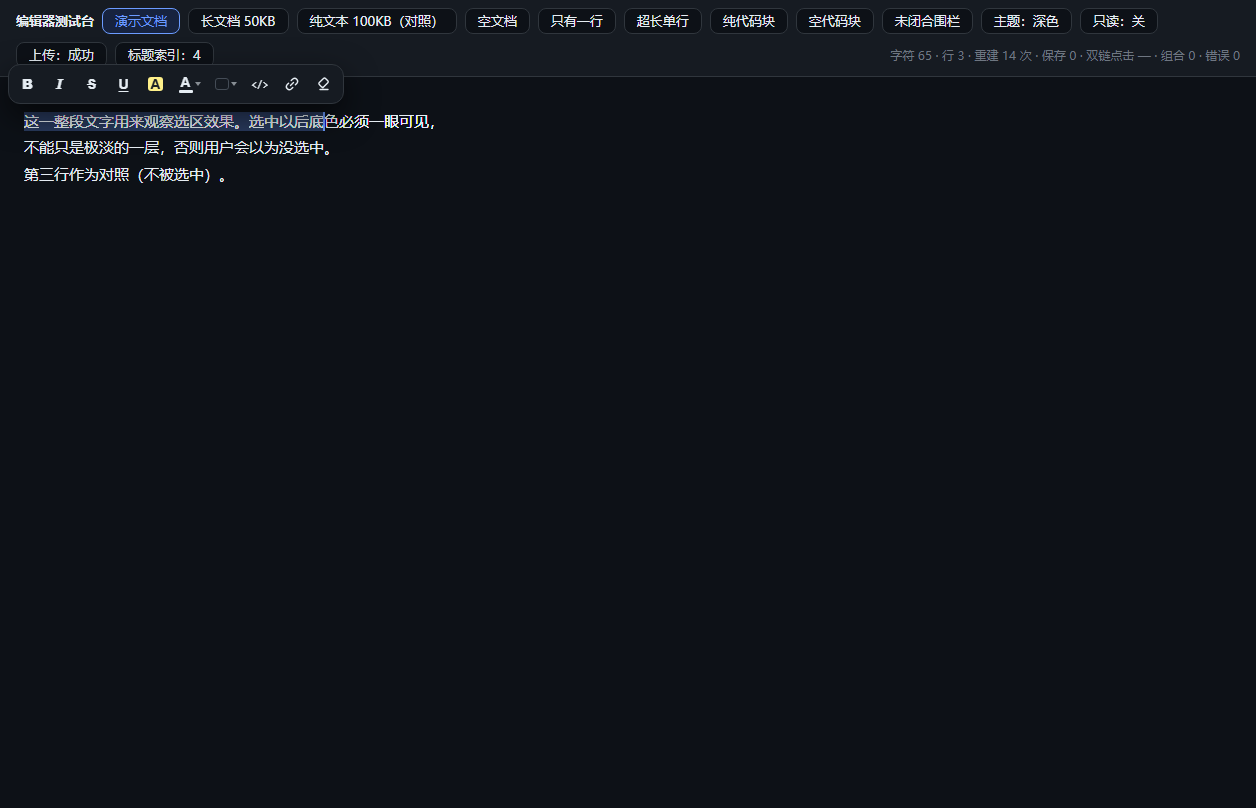 编辑器测试台 演示文档 长文档 50KB 纯文本 100KB（对照） 空文档 只有一行 超长单行 纯代码块 空代码块 未闭合围栏 主题：深色 只读：关
上传：成功 标题索引：4 字符 65 · 行 3 · 重建 14 次 · 保存 0 · 双链点击 — · 组合 0 · 错误 0
B I S U A A </>
这一整段文字用来观察选区效果。选中以后底色必须一眼可见，
不能只是极淡的一层，否则用户会以为没选中。
第三行作为对照（不被选中）。